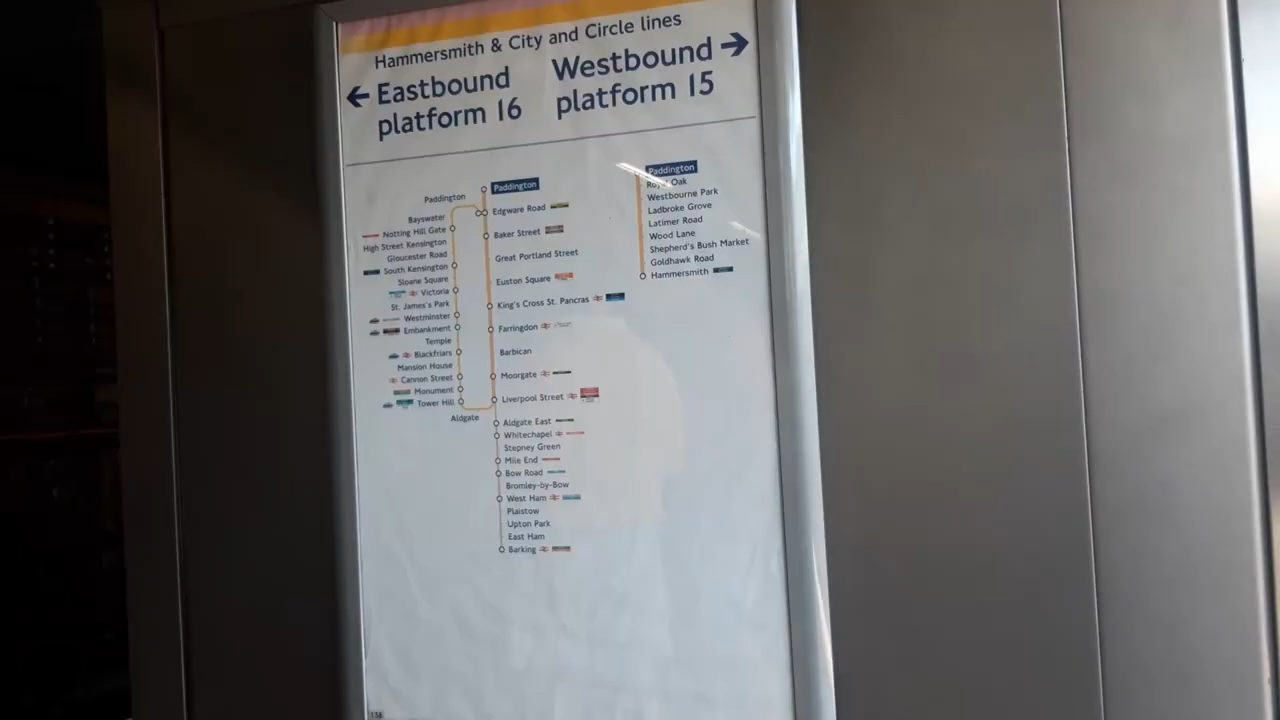 Hammersmith & City and Circle lines
← Eastbound
platform 16
Westbound →
platform 15
Paddington
Bayswater
Notting Hill Gate
High Street Kensington
Gloucester Road
South Kensington
Sloane Square
Victoria
St. James's Park
Westminster
Embankment
Temple
Blackfriars
Mansion House
Cannon Street
Monument
Tower Hill
Aldgate
Paddington
Edgware Road
Baker Street
Great Portland Street
Euston Square
King's Cross St. Pancras
Farringdon
Barbican
Moorgate
Liverpool Street
Aldgate East
Whitechapel
Stepney Green
Mile End
Bow Road
Bromley-by-Bow
West Ham
Plaistow
Upton Park
East Ham
Barking
Paddington
Royal Oak
Westbourne Park
Ladbroke Grove
Latimer Road
Wood Lane
Shepherd's Bush Market
Goldhawk Road
Hammersmith
138